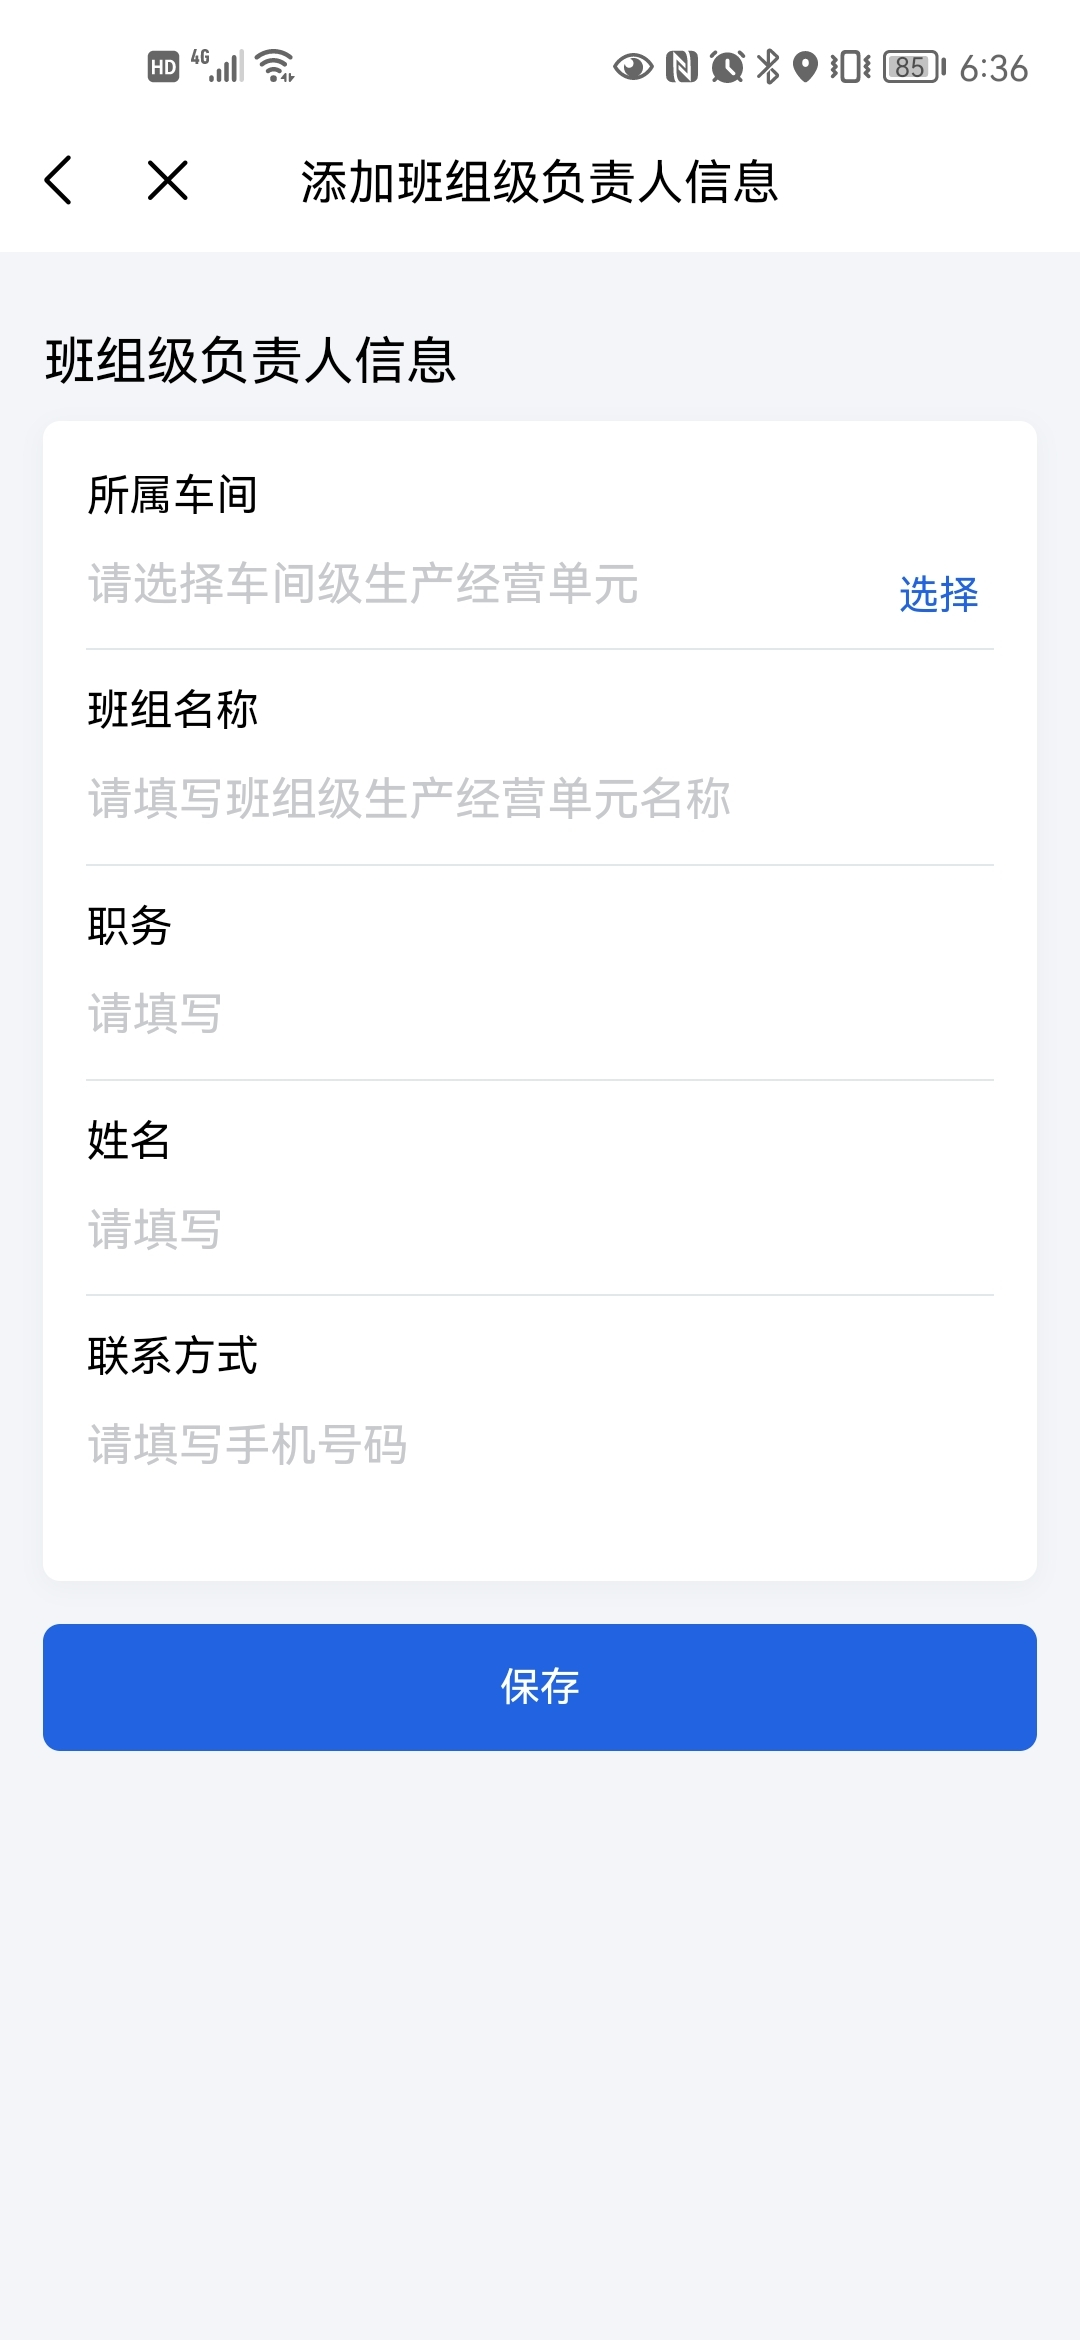 HD 4G 85 6:36
添加班组级负责人信息
班组级负责人信息
所属车间
请选择车间级生产经营单元 选择
班组名称
请填写班组级生产经营单元名称
职务
请填写
姓名
请填写
联系方式
请填写手机号码
保存